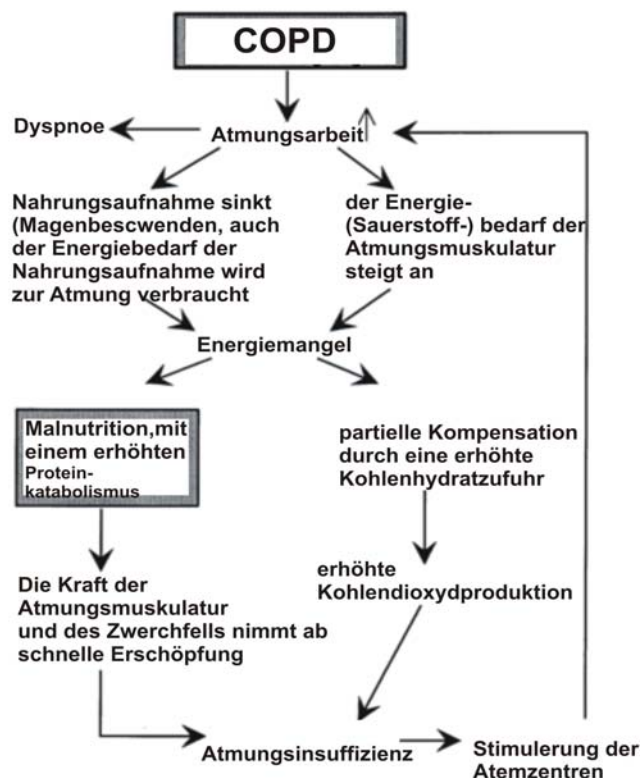 COPD
Dyspnoe
Atmungsarbeit
Nahrungsaufnahme sinkt
(Magenbescwenden, auch
der Energiebedarf der
Nahrungsaufnahme wird
zur Atmung verbraucht
der Energie-
(Sauerstoff-) bedarf der
Atmungsmuskulatur
steigt an
Energiemangel
Malnutrition,mit
einem erhöhten
Protein-
katabolismus
partielle Kompensation
durch eine erhöhte
Kohlenhydratzufuhr
Die Kraft der
Atmungsmuskulatur
und des Zwerchfells nimmt ab
schnelle Erschöpfung
erhöhte
Kohlendioxydproduktion
Atmungsinsuffizienz
Stimulerung der
Atemzentren